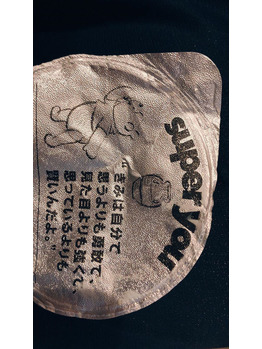 super you
“きみは自分で
思うよりも勇敢で、
見た目よりも強くて、
思っているよりも
賢いんだよ。”